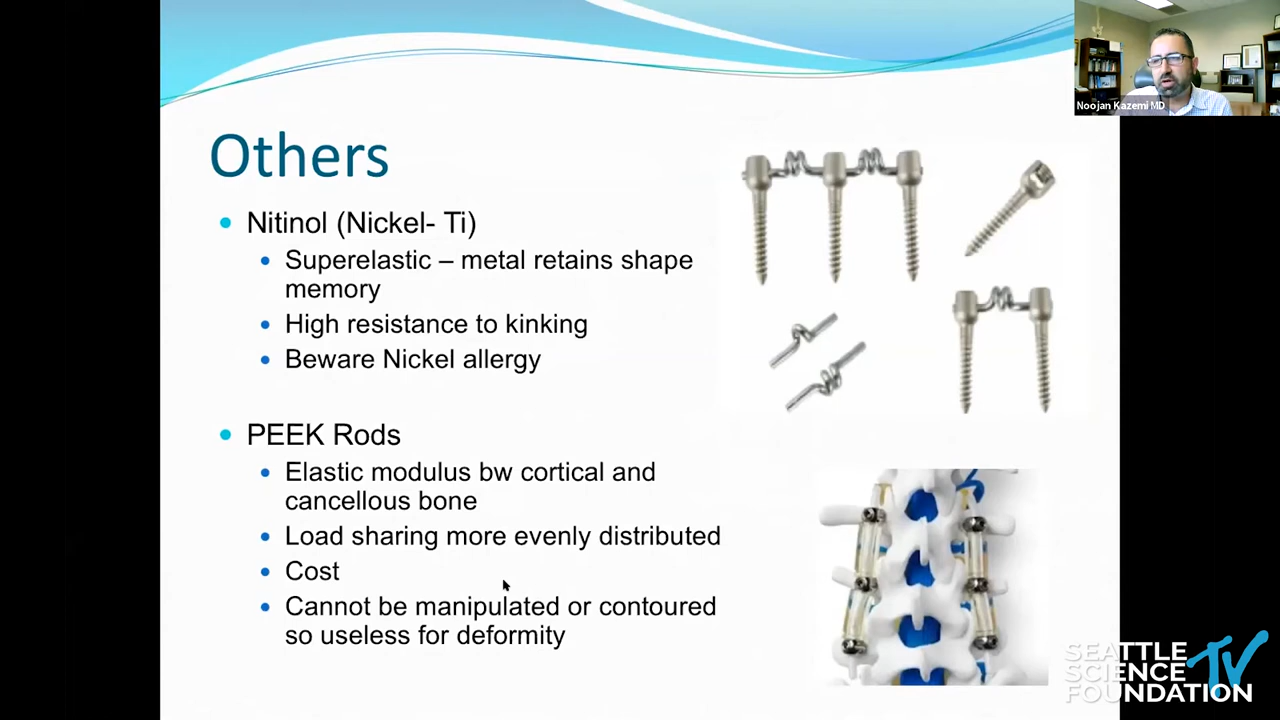 Noojan Kazemi MD
Others
Nitinol (Nickel- Ti)
Superelastic – metal retains shape
memory
High resistance to kinking
Beware Nickel allergy
PEEK Rods
Elastic modulus bw cortical and
cancellous bone
Load sharing more evenly distributed
Cost
Cannot be manipulated or contoured
so useless for deformity
SEATTLE
SCIENCE
FOUNDATION
TV